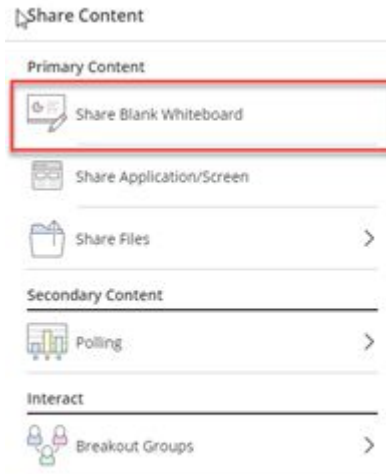 Share Content
Primary Content
Share Blank Whiteboard
Share Application/Screen
Share Files
Secondary Content
Polling
Interact
Breakout Groups